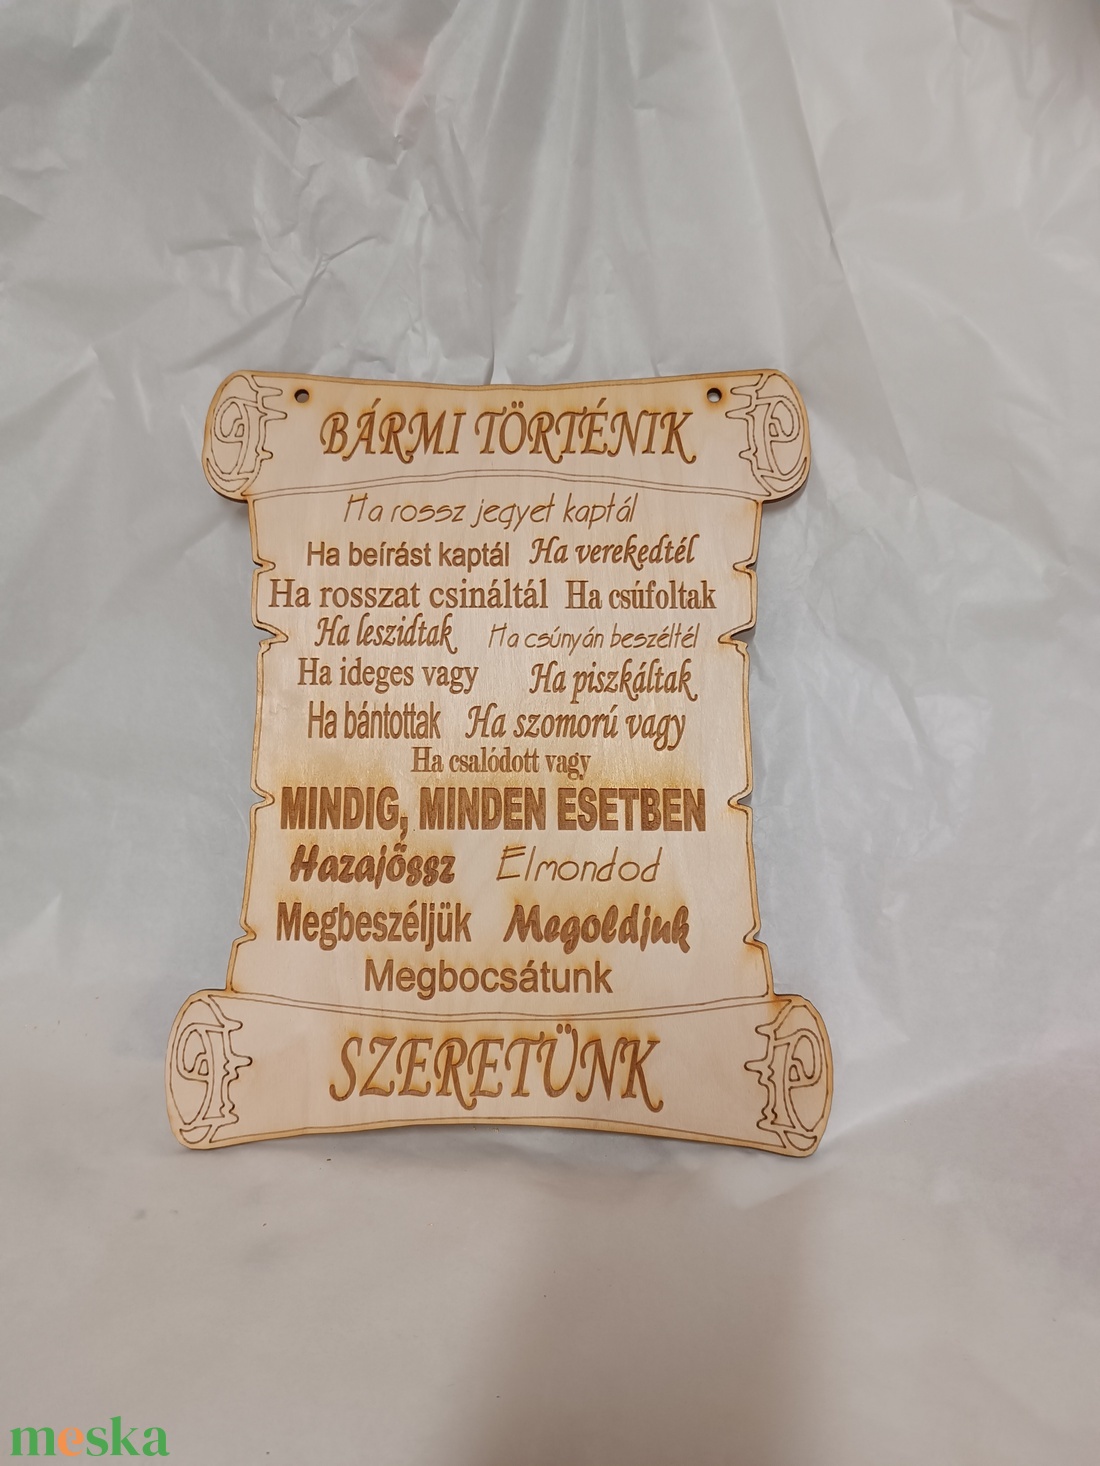 BÁRMI TÖRTÉNIK
Ha rossz jegyet kaptál
Ha beírást kaptál Ha verekedtél
Ha rosszat csináltál Ha csúfoltak
Ha leszidtak Ha csúnyán beszéltél
Ha ideges vagy Ha piszkáltak
Ha bántottak Ha szomorú vagy
Ha csalódott vagy
MINDIG, MINDEN ESETBEN
Hazajössz Elmondod
Megbeszéljük Megoldjuk
Megbocsátunk
SZERETÜNK
meska